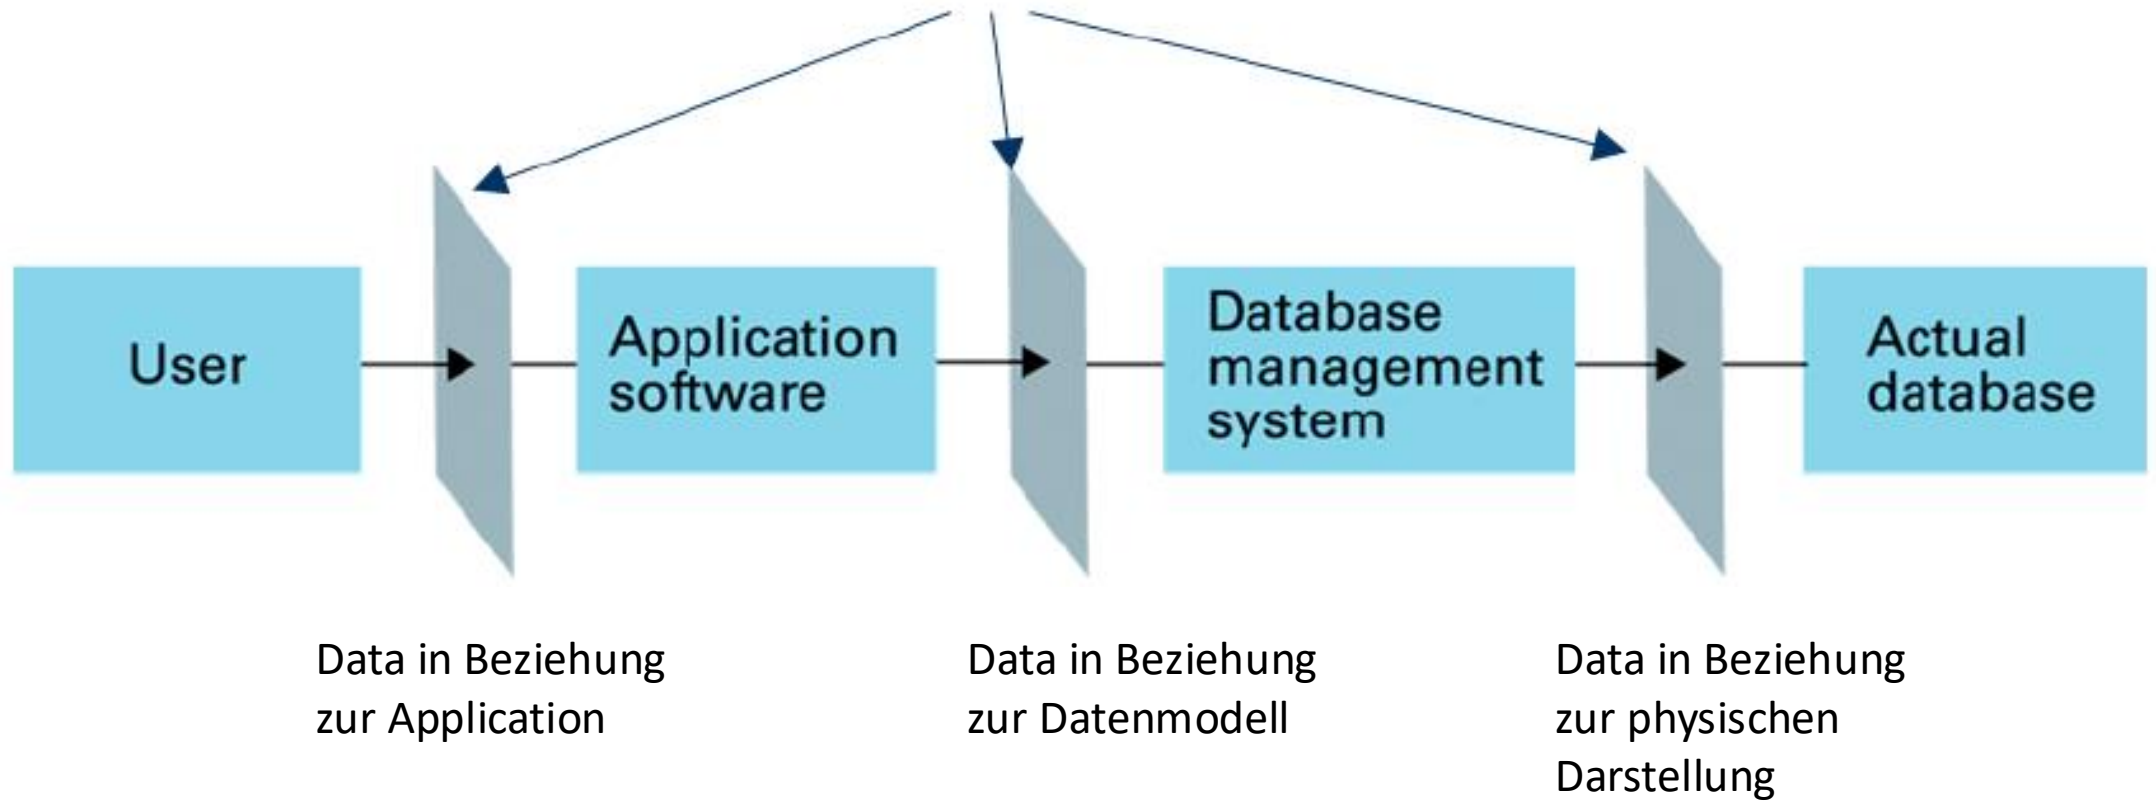 User
Application
software
Database
management
system
Actual
database
Data in Beziehung
zur Application
Data in Beziehung
zur Datenmodell
Data in Beziehung
zur physischen
Darstellung